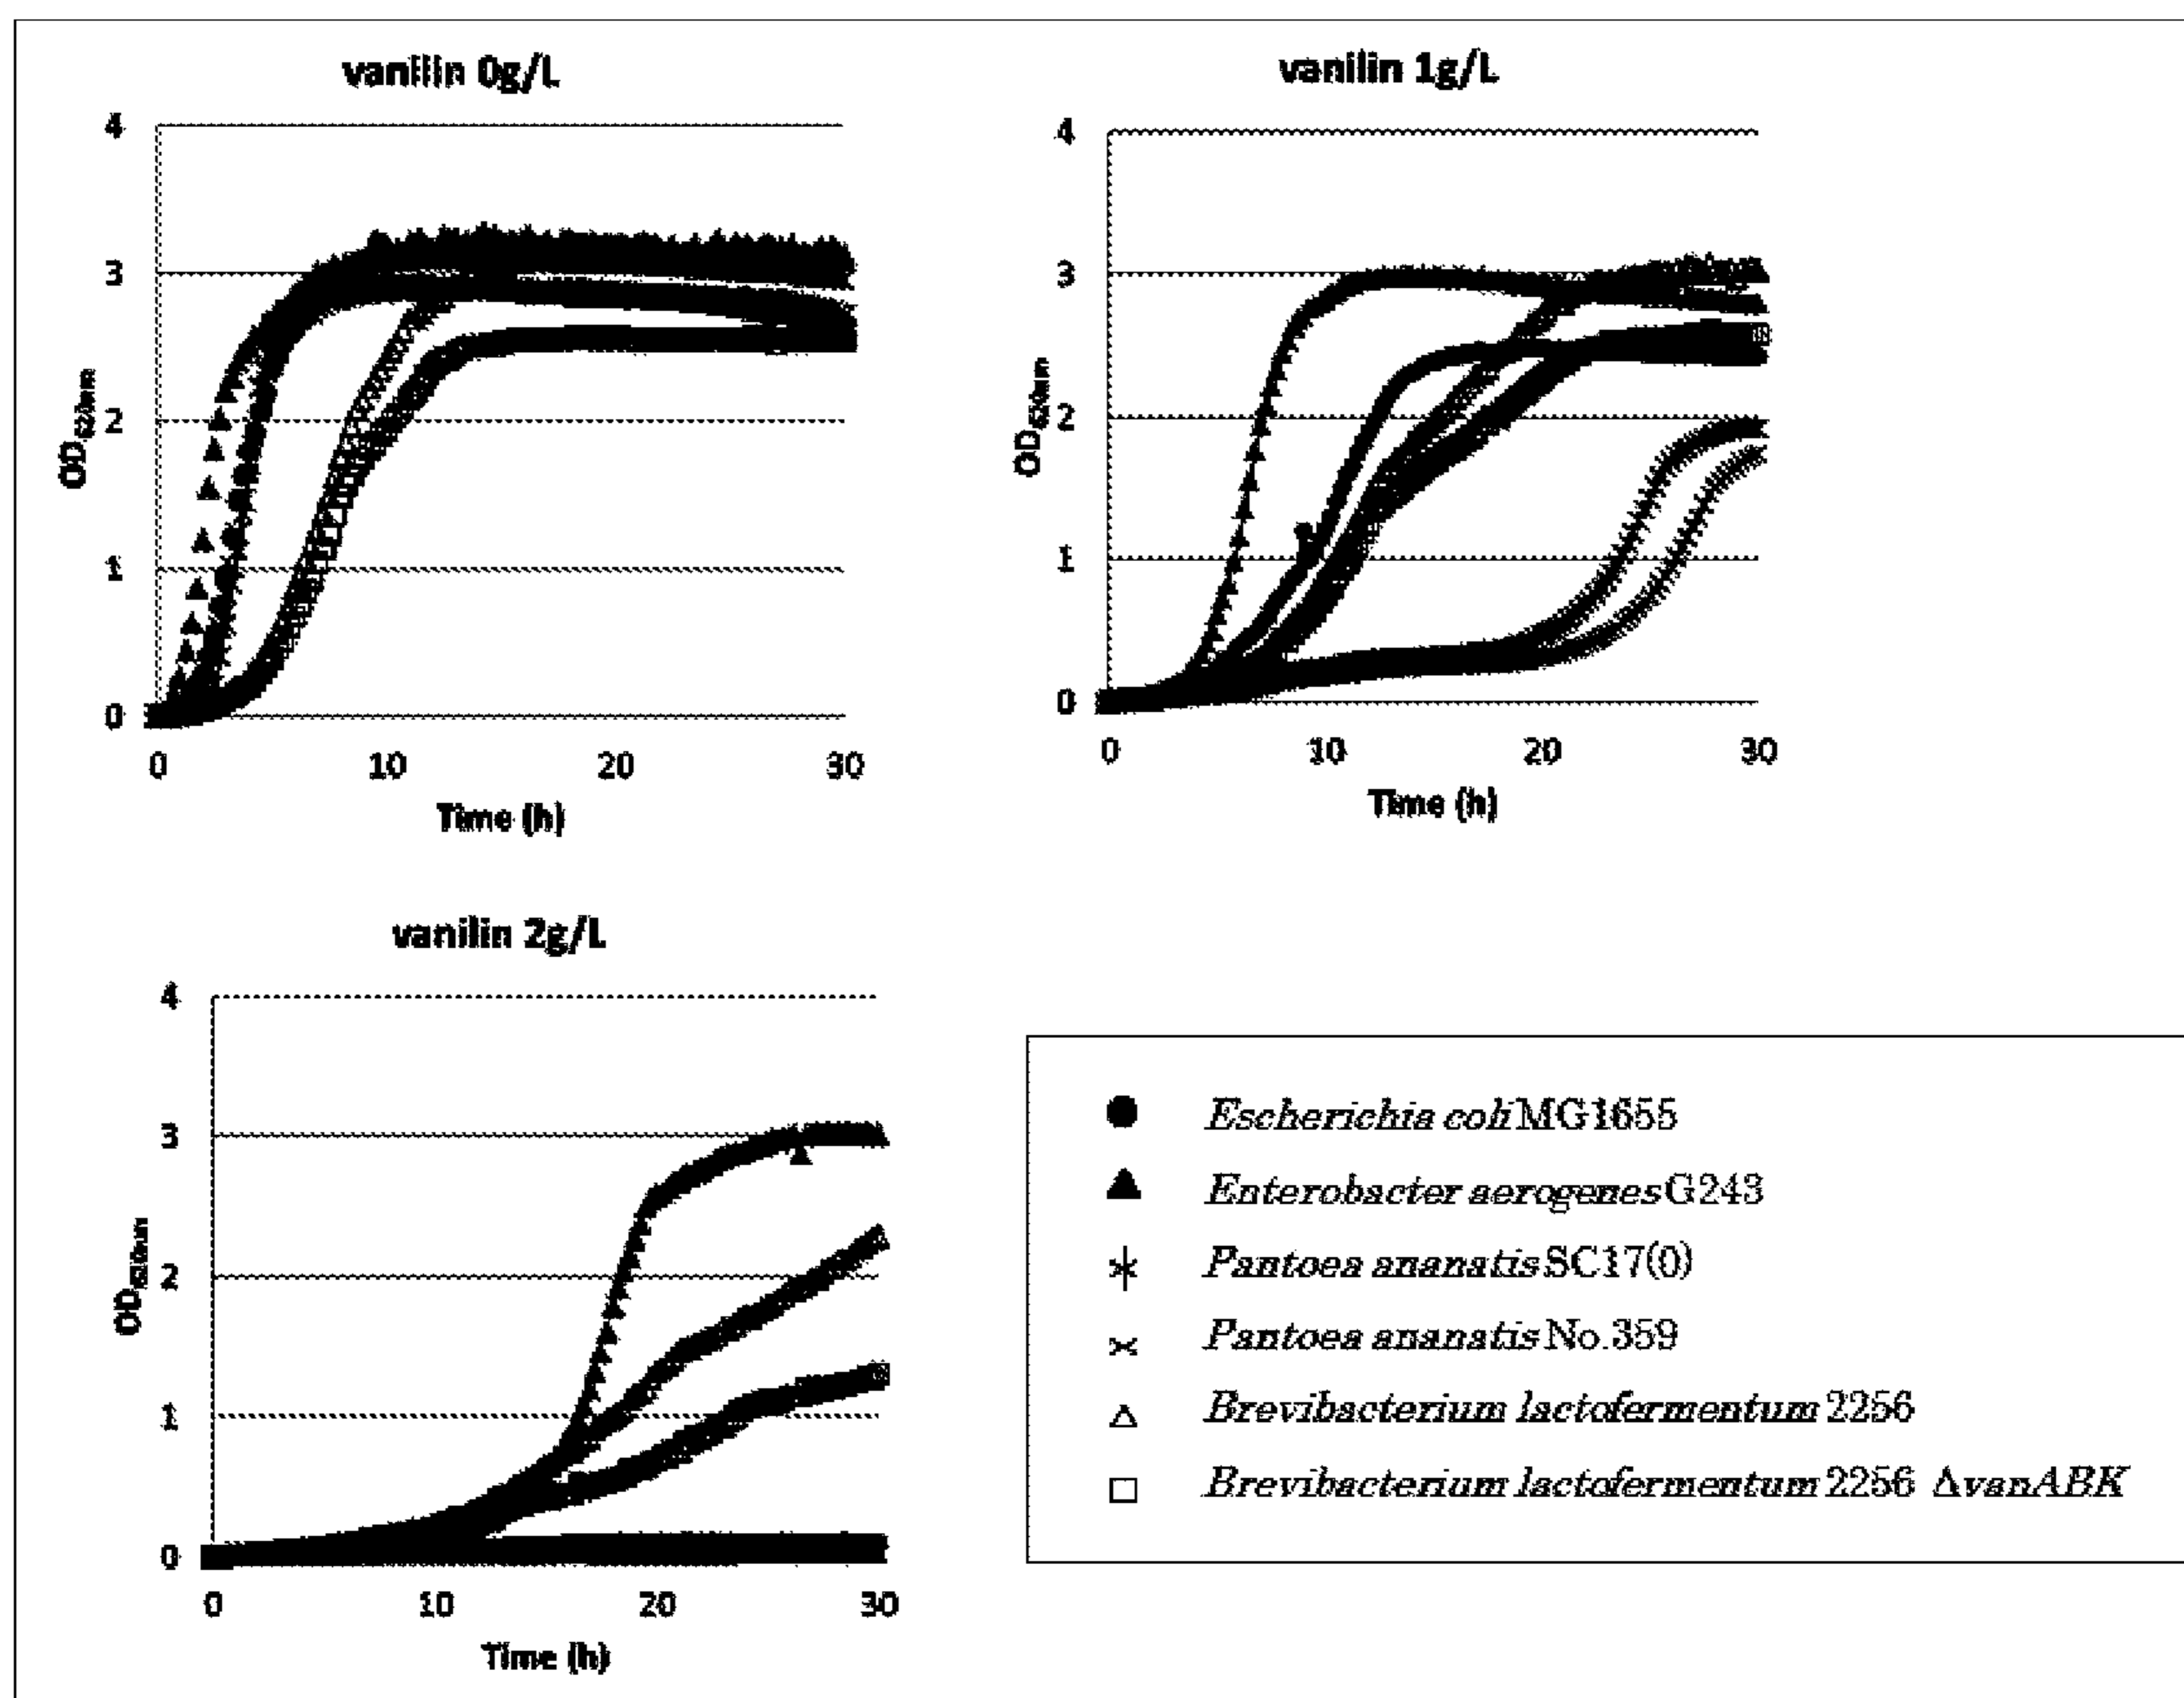 vanilin 0g/L
4
3
2
1
0
OD620nm
0 10 20 30
Time (h)
vanilin 1g/L
4
3
2
1
0
OD620nm
0 10 20 30
Time (h)
vanilin 2g/L
4
3
2
1
0
OD620nm
0 10 20 30
Time (h)
Escherichia coli MG1655
Enterobacter aerogenes G243
Pantoea ananatis SC17(0)
Pantoea ananatis No.359
Brevibacterium lactofermentum 2256
Brevibacterium lactofermentum 2256 ΔvanABK